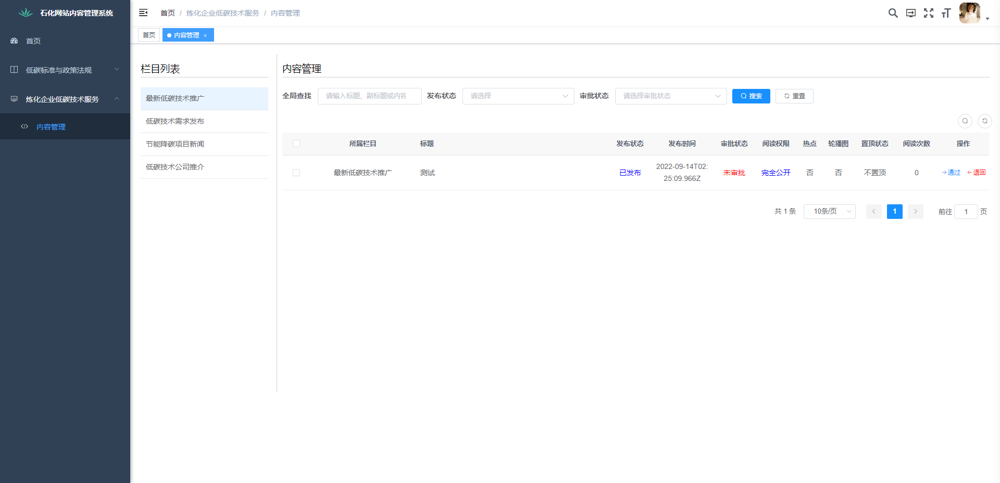 石化网站内容管理系统
首页
低碳标准与政策法规
炼化企业低碳技术服务
内容管理
首页 / 炼化企业低碳技术服务 / 内容管理
首页
内容管理 ×
栏目列表
最新低碳技术推广
低碳技术需求发布
节能降碳项目新闻
低碳技术公司推介
内容管理
全局查找 请输入标题、副标题或内容 发布状态 请选择 审批状态 请选择审批状态 搜索 重置
所属栏目 标题 发布状态 发布时间 审批状态 阅读权限 热点 轮播图 置顶状态 阅读次数 操作
最新低碳技术推广 测试 已发布 2022-09-14T02:
25:09.966Z 未审批 完全公开 否 否 不置顶 0 通过 退回
共 1 条 10条/页 1 前往 1 页